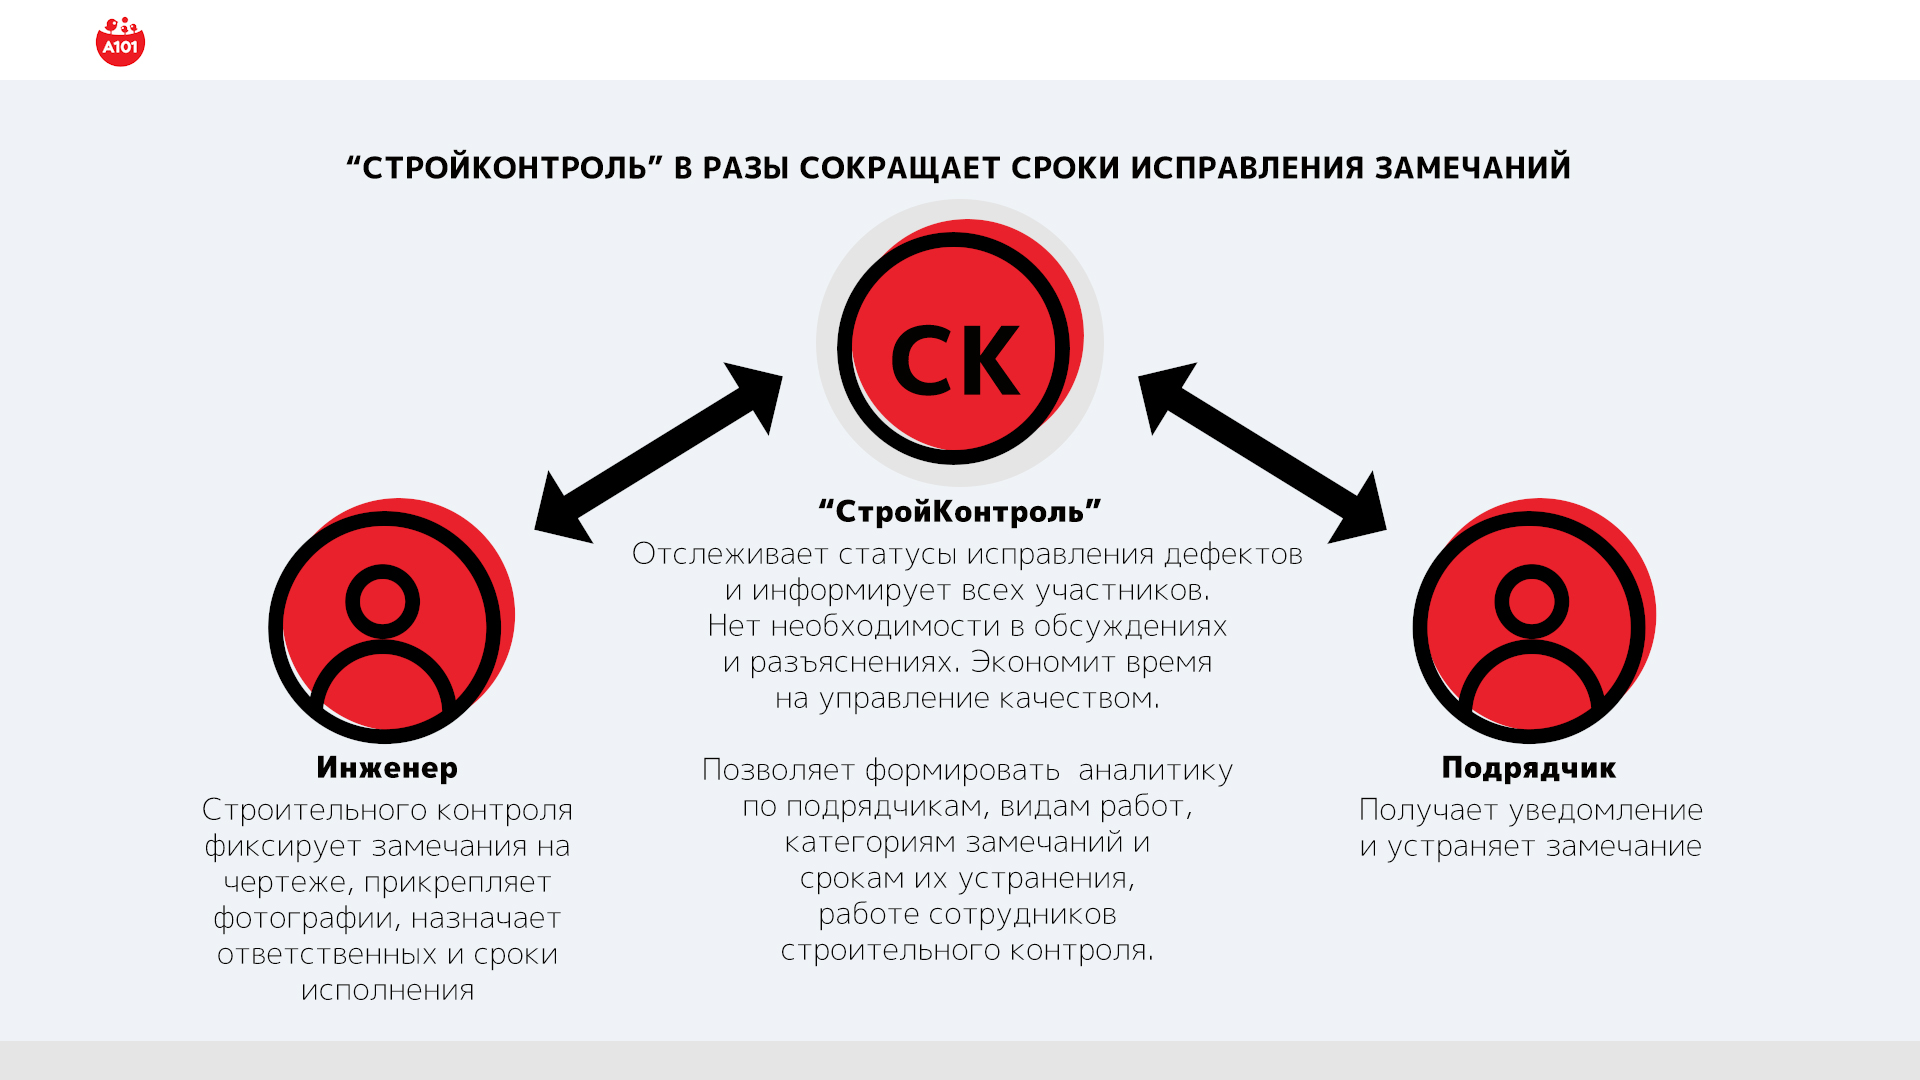 А101
“СТРОЙКОНТРОЛЬ” В РАЗЫ СОКРАЩАЕТ СРОКИ ИСПРАВЛЕНИЯ ЗАМЕЧАНИЙ
СК
“СтройКонтроль”
Отслеживает статусы исправления дефектов
и информирует всех участников.
Нет необходимости в обсуждениях
и разъяснениях. Экономит время
на управление качеством.
Позволяет формировать аналитику
по подрядчикам, видам работ,
категориям замечаний и
срокам их устранения,
работе сотрудников
строительного контроля.
Инженер
Строительного контроля
фиксирует замечания на
чертеже, прикрепляет
фотографии, назначает
ответственных и сроки
исполнения
Подрядчик
Получает уведомление
и устраняет замечание